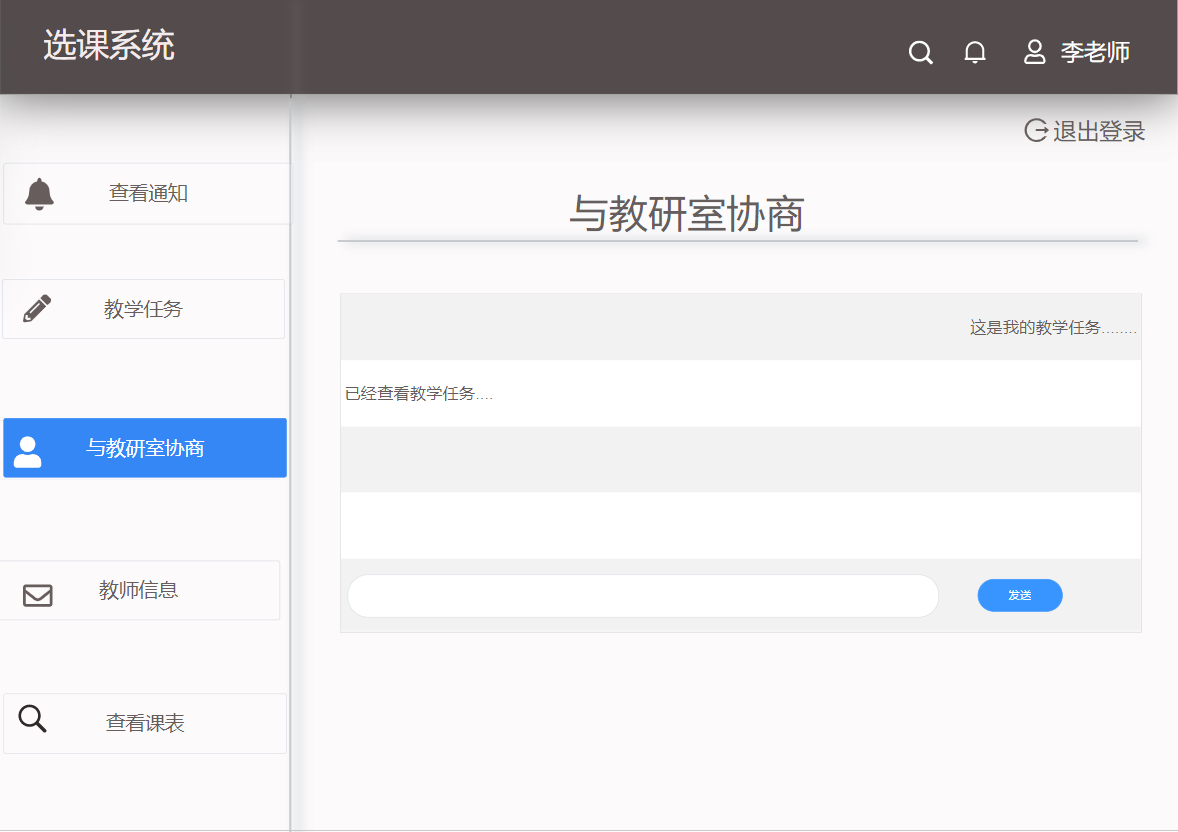 选课系统
李老师
退出登录
查看通知
教学任务
与教研室协商
教师信息
查看课表
与教研室协商
这是我的教学任务........
已经查看教学任务....
发送